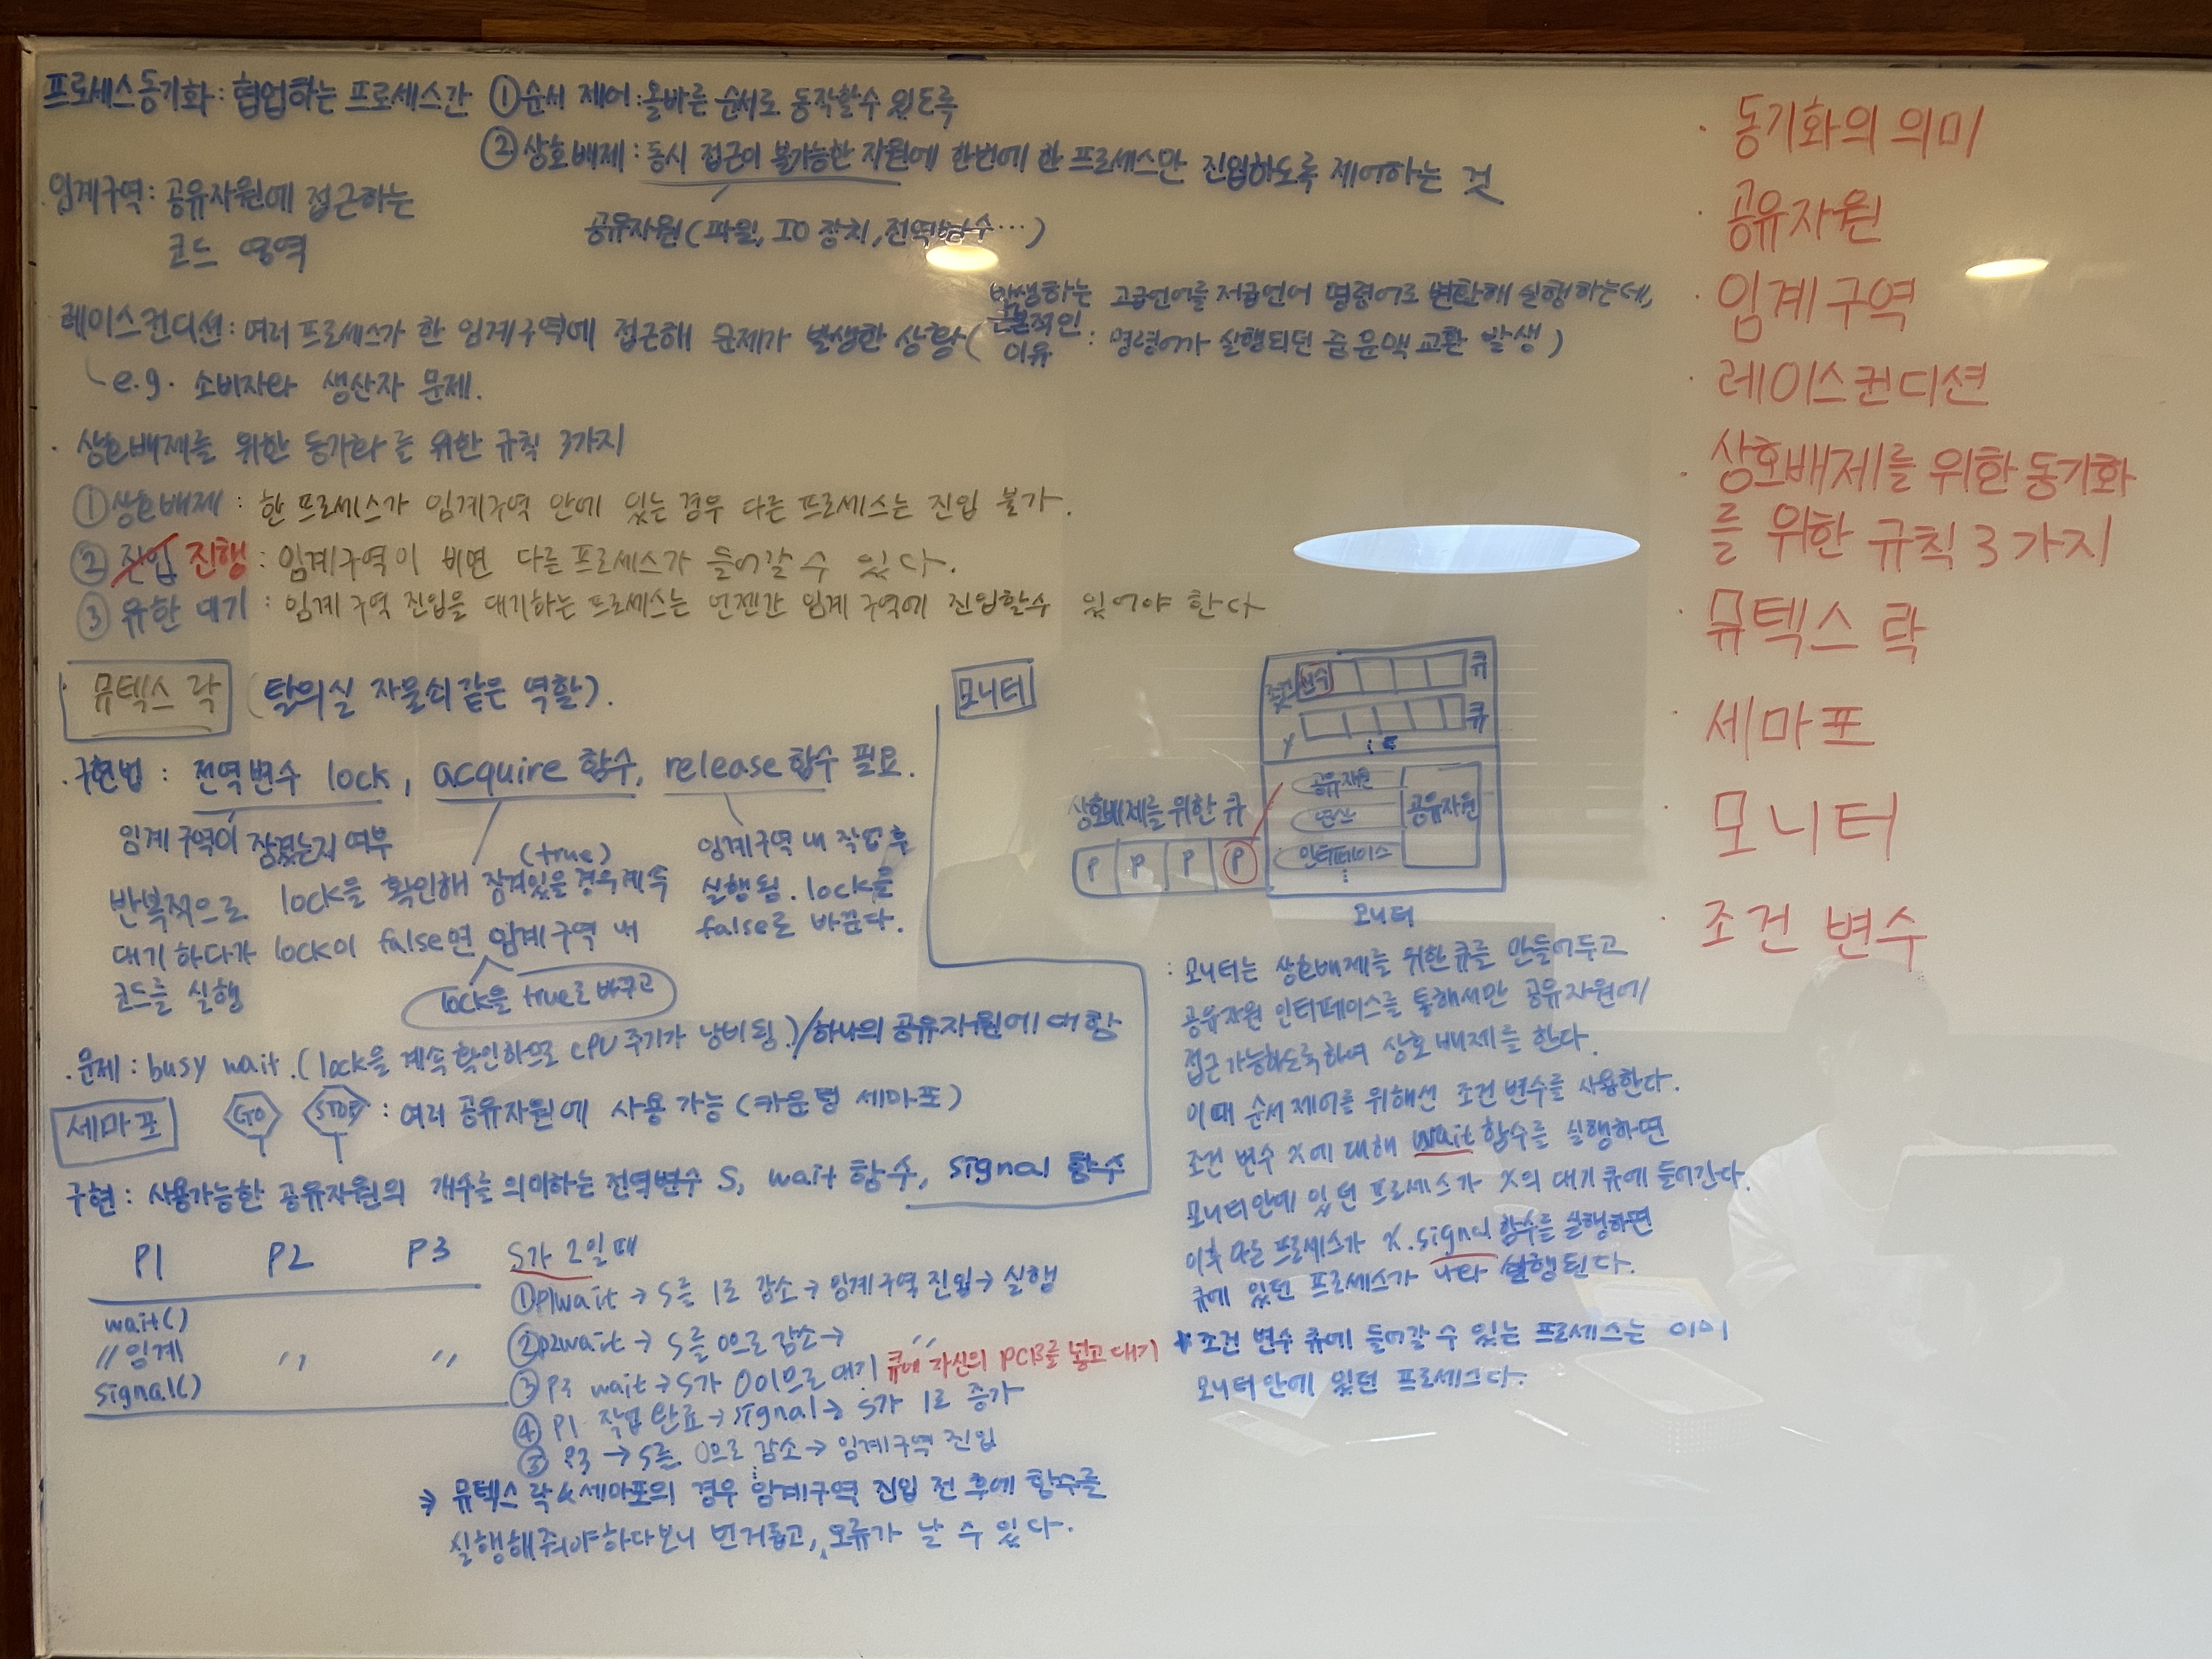 프로세스동기화: 협업하는 프로세스간 ①순서 제어: 올바른 순서로 동작할수 있도록
②상호배제: 동시 접근이 불가능한 자원에 한번에 한 프로세스만 진입하도록 제어하는 것
공유자원(파일, IO 장치, 전역변수...)
임계구역: 공유자원에 접근하는
코드 영역
레이스컨디션: 여러 프로세스가 한 임계구역에 접근해 문제가 발생한 상황(
발생하는
근본적인
이유
: 고급언어를 저급언어 명령어로 변환해 실행하는데,
명령어가 실행되던 중 문맥 교환 발생)
e.g. 소비자와 생산자 문제.
· 상호배제를 위한 동기화를 위한 규칙 3가지
①상호배제: 한 프로세스가 임계구역 안에 있는 경우 다른 프로세스는 진입 불가.
② 진입 진행: 임계구역이 비면 다른 프로세스가 들어갈 수 있다.
③ 유한 대기: 임계 구역 진입을 대기하는 프로세스는 언젠간 임계 구역에 진입할수 있어야 한다
뮤텍스 락 (탈의실 자물쇠같은 역할).
· 구현법: 전역변수 lock, acquire 함수, release 함수 필요.
임계구역이 잠겼는지 여부
반복적으로 lock을 확인해 잠겨있을 경우 계속
(true)
대기하다가 lock이 false면 임계구역 내
코드를 실행
lock을 true로 바꾸고
임계구역 내 작업 후
실행됨. lock을
false로 바꾼다.
· 문제: busy wait. (lock을 계속 확인하므로 CPU 주기가 낭비됨.)/하나의 공유자원에 대함
세마포 GO STOP : 여러 공유자원에 사용 가능(카운팅 세마포)
구현: 사용가능한 공유자원의 개수를 의미하는 전역변수 S, wait 함수, signal 함수
P1 P2 P3
wait()
//임계 〃 〃
signal()
S가 2일때
①P1wait → S를 1로 감소 → 임계구역 진입 → 실행
②P2wait → S를 0으로 감소 → 〃
③ P3 wait → S가 0이므로 대기 큐에 자신의 PCB를 넣고 대기
④ P1 작업 완료 → signal → S가 1로 증가
⑤ P3 → S를 0으로 감소 → 임계구역 진입
⇒ 뮤텍스 락&세마포의 경우 임계구역 진입 전 후에 함수를
실행해줘야하다보니 번거롭고, 오류가 날 수 있다.
모니터
조건 변수 큐
x
y 큐
상호배제를 위한 큐
P P P P
공유자원
연산
인터페이스
공유자원
모니터
: 모니터는 상호배제를 위한 큐를 만들어두고
공유자원 인터페이스를 통해서만 공유자원에
접근 가능하도록하여 상호배제를 한다.
이때 순서 제어를 위해선 조건 변수를 사용한다.
조건 변수 x에 대해 wait 함수를 실행하면
모니터안에 있던 프로세스가 x의 대기 큐에 들어간다.
이후 다른 프로세스가 x.signal 함수를 실행하면
큐에 있던 프로세스가 나와 실행된다.
* 조건 변수 큐에 들어갈 수 있는 프로세스는 이미
모니터안에 있던 프로세스다.
· 동기화의 의미
· 공유자원
· 임계구역
· 레이스컨디션
· 상호배제를 위한 동기화
를 위한 규칙 3가지
· 뮤텍스 락
· 세마포
· 모니터
· 조건 변수